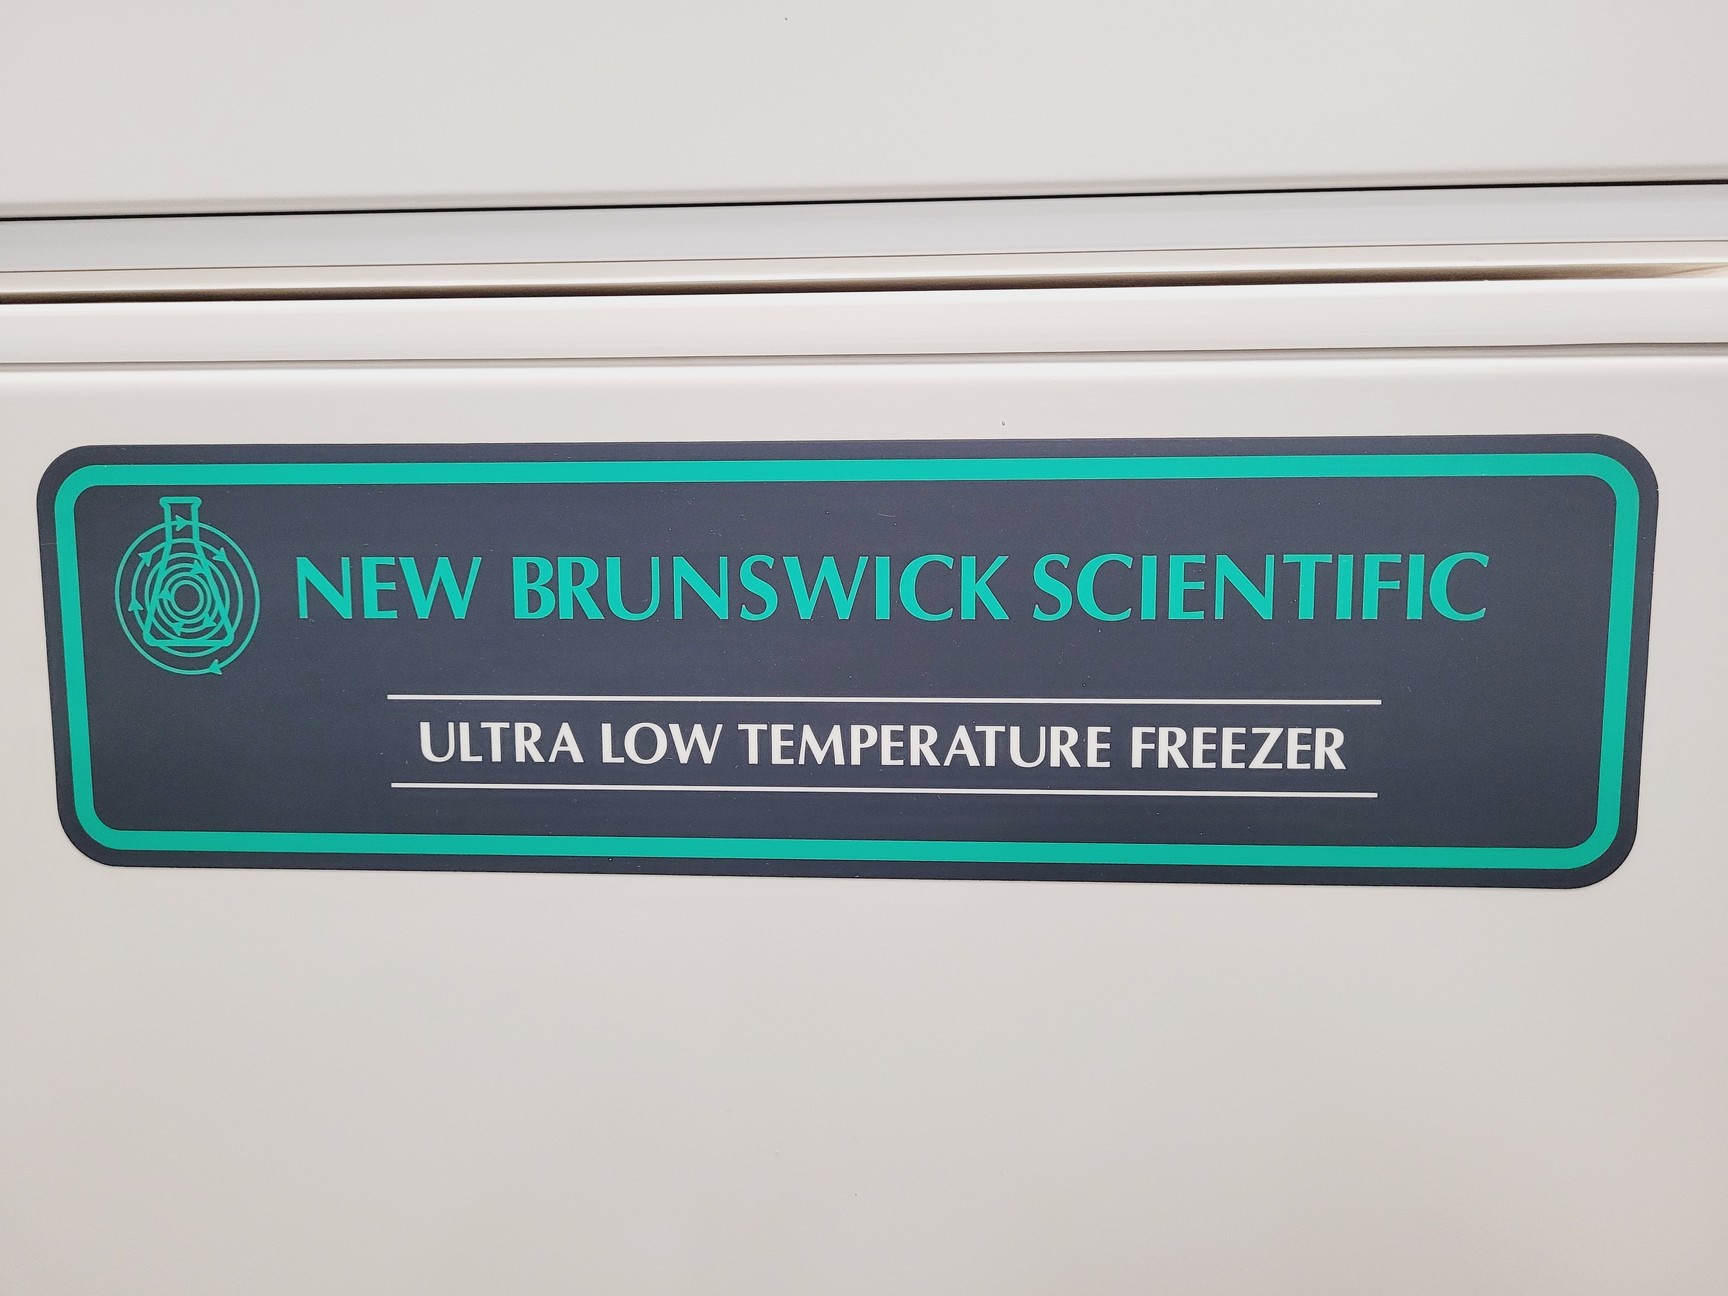 NEW BRUNSWICK SCIENTIFIC
ULTRA LOW TEMPERATURE FREEZER